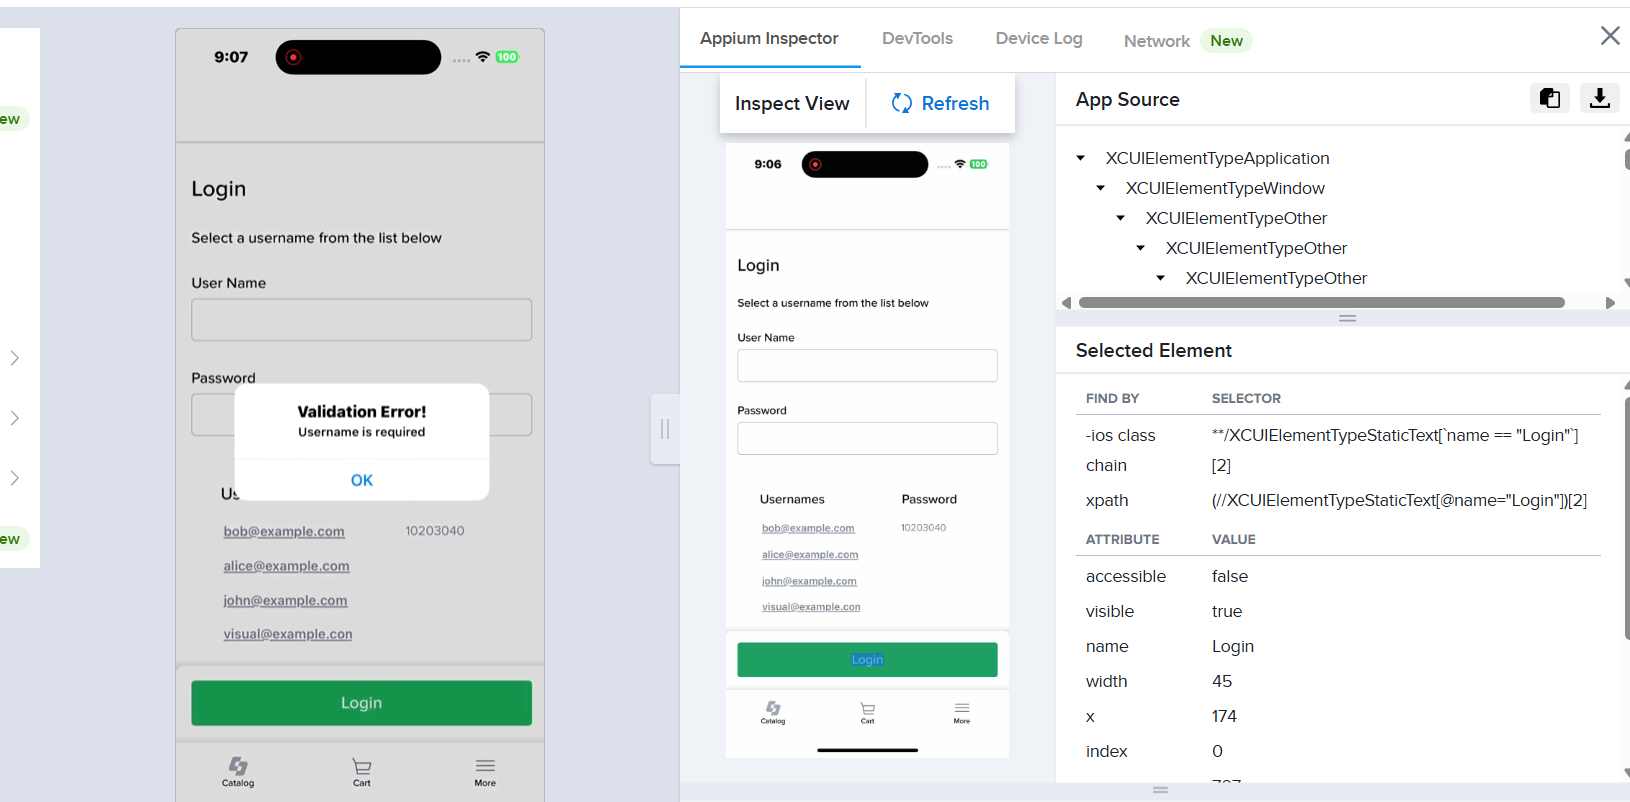 ew
ew
9:07
100
Login
Select a username from the list below
User Name
Password
Validation Error!
Username is required
OK
bob@example.com 10203040
alice@example.com
john@example.com
visual@example.con
Login
Catalog Cart More
Appium Inspector DevTools Device Log Network New
Inspect View Refresh
9:06
100
Login
Select a username from the list below
User Name
Password
Usernames Password
bob@example.com 10203040
alice@example.com
john@example.com
visual@example.con
Login
Catalog Cart More
App Source
XCUIElementTypeApplication
XCUIElementTypeWindow
XCUIElementTypeOther
XCUIElementTypeOther
XCUIElementTypeOther
Selected Element
FIND BY SELECTOR
-ios class chain **/XCUIElementTypeStaticText[`name == "Login"`][2]
xpath (//XCUIElementTypeStaticText[@name="Login"])[2]
ATTRIBUTE VALUE
accessible false
visible true
name Login
width 45
x 174
index 0